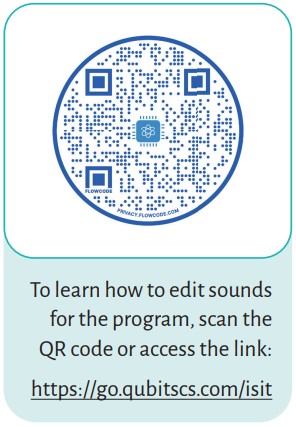 FLOWCODE
PRIVACY.FLOWCODE.COM
To learn how to edit sounds
for the program, scan the
QR code or access the link:
https://go.qubitscs.com/isit